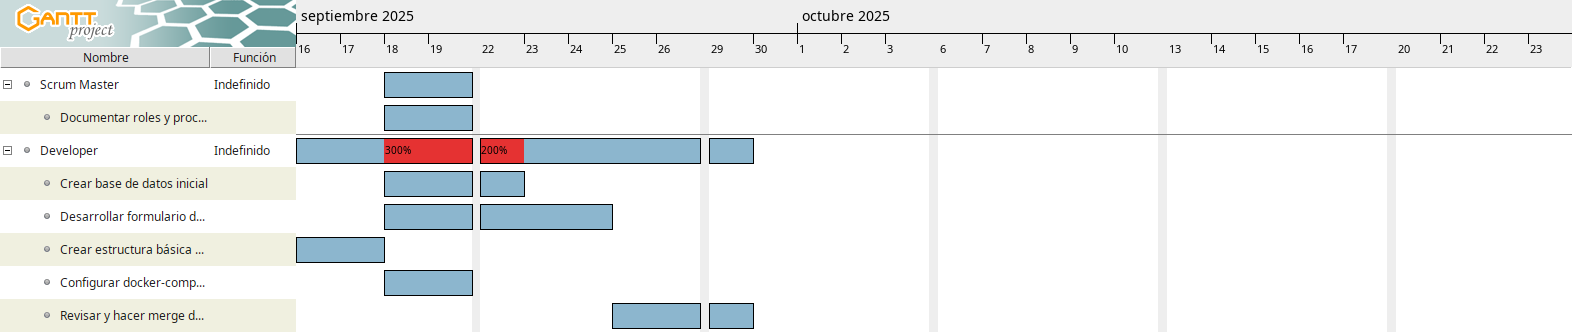 GANTT
project
septiembre 2025
octubre 2025
16 17 18 19 22 23 24 25 26 29 30 1 2 3 6 7 8 9 10 13 14 15 16 17 20 21 22 23
Nombre Función
Scrum Master Indefinido
Documentar roles y proc...
Developer Indefinido 300% 200%
Crear base de datos inicial
Desarrollar formulario d...
Crear estructura básica ...
Configurar docker-comp...
Revisar y hacer merge d...